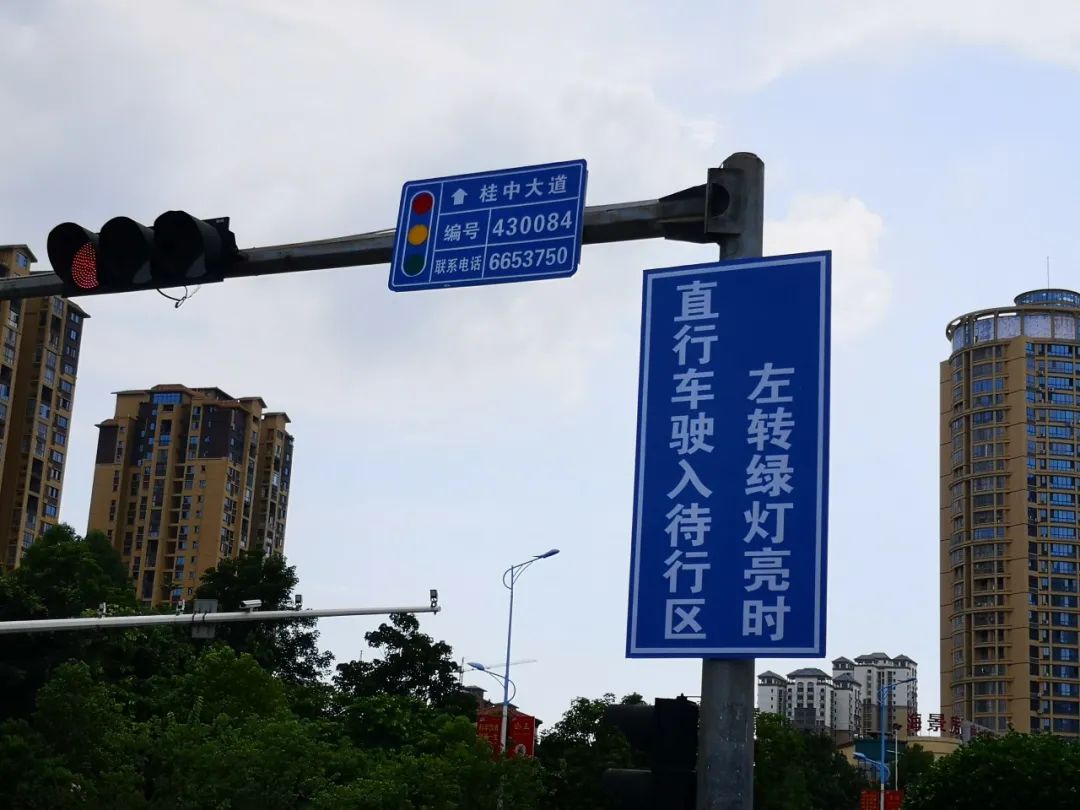 桂中大道
编号 430084
联系电话 6653750
左转绿灯亮时
直行车驶入待行区